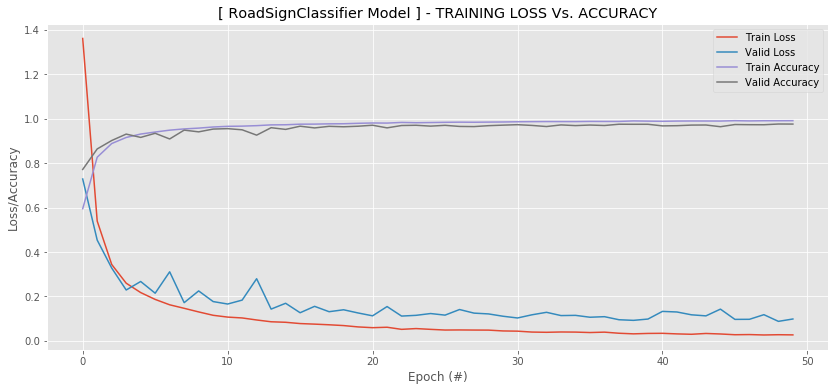 [ RoadSignClassifier Model ] - TRAINING LOSS Vs. ACCURACY
Train Loss
Valid Loss
Train Accuracy
Valid Accuracy
Loss/Accuracy
1.4
1.2
1.0
0.8
0.6
0.4
0.2
0.0
0 10 20 30 40 50
Epoch (#)